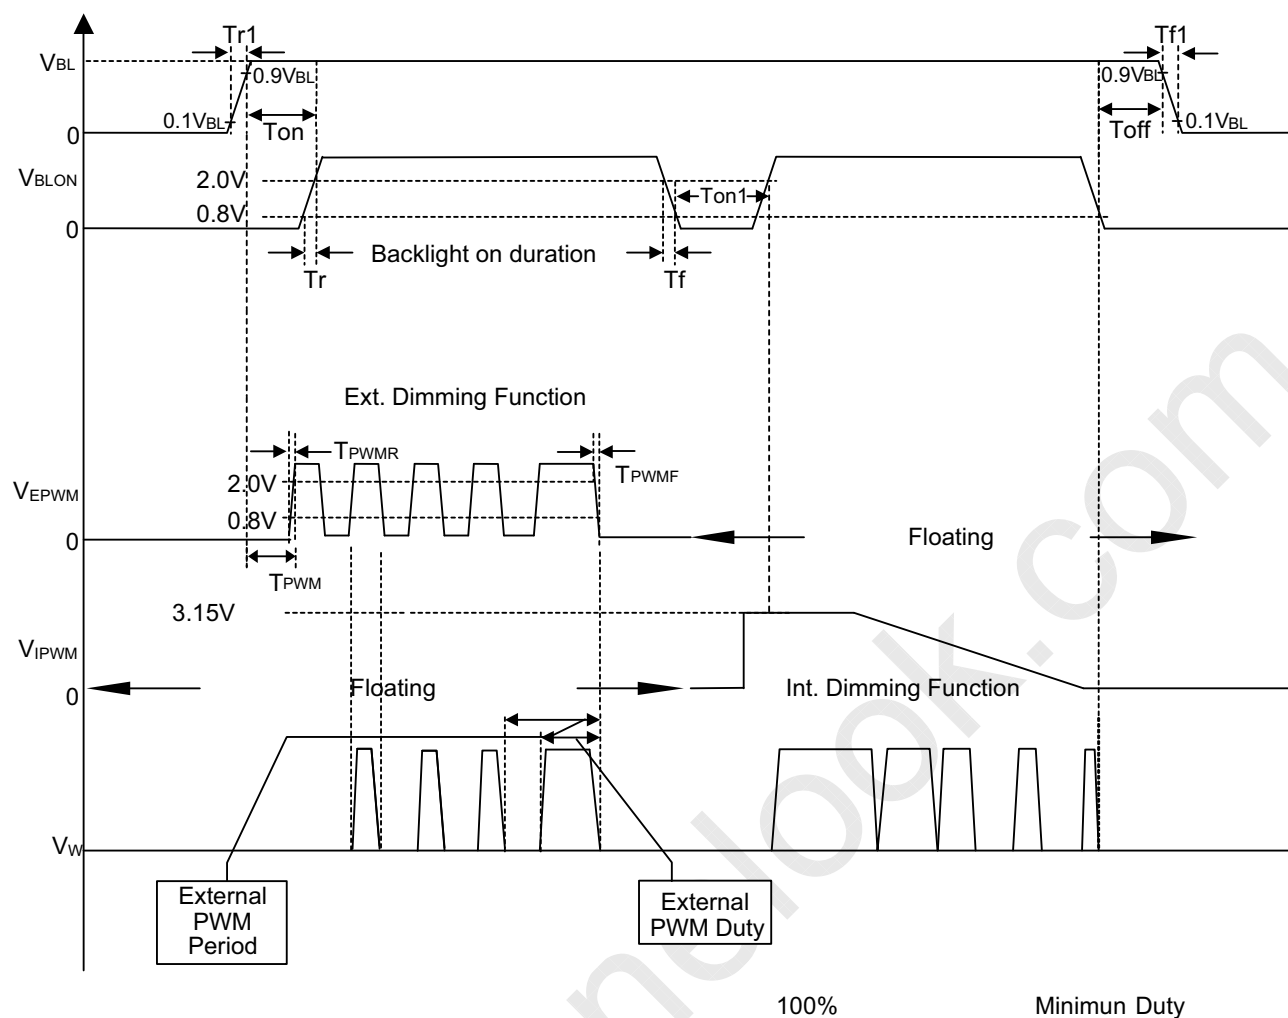 Tr1
Tf1
VBL
0.9VBL
0.9VBL
0.1VBL
Ton
Toff
0.1VBL
0
VBLON
2.0V
Ton1
0.8V
0
Backlight on duration
Tr
Tf
Ext. Dimming Function
TPWMR
TPWMF
VEPWM
2.0V
0.8V
0
Floating
TPWM
3.15V
VIPWM
0
Floating
Int. Dimming Function
VW
External
PWM
Period
External
PWM Duty
100%
Minimun Duty
nelook.com